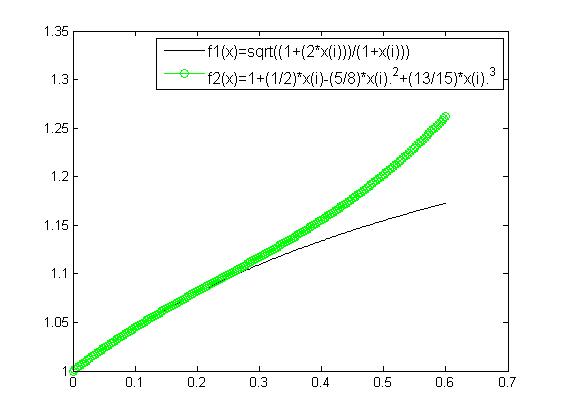 1.35
f1(x)=sqrt((1+(2*x(i)))/(1+x(i)))
f2(x)=1+(1/2)*x(i)-(5/8)*x(i).^2+(13/15)*x(i).^3
1.3
1.25
1.2
1.15
1.1
1.05
1
0 0.1 0.2 0.3 0.4 0.5 0.6 0.7